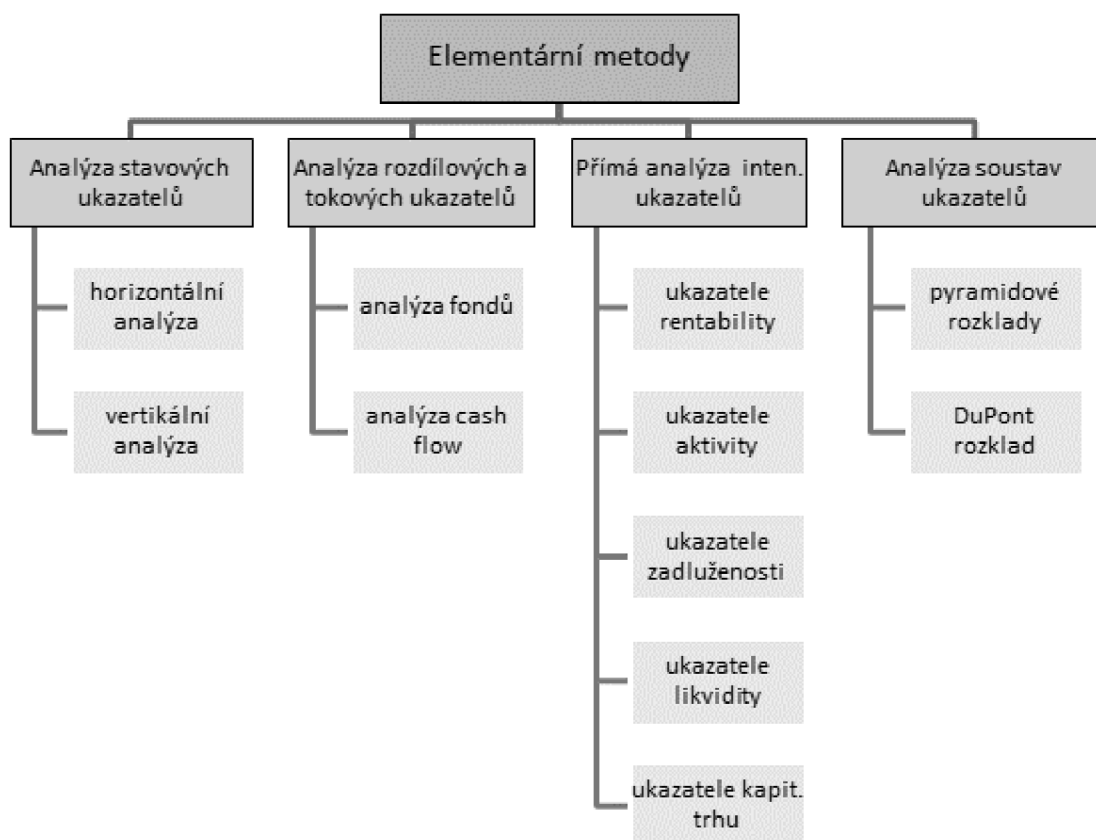 Elementární metody
Analýza stavových
ukazatelů
horizontální
analýza
vertikální
analýza
Analýza rozdílových a
tokových ukazatelů
analýza fondů
analýza cash
flow
Přímá analýza inten.
ukazatelů
ukazatele
rentability
ukazatele
aktivity
ukazatele
zadluženosti
ukazatele
likvidity
ukazatele kapit.
trhu
Analýza soustav
ukazatelů
pyramidové
rozklady
DuPont
rozklad